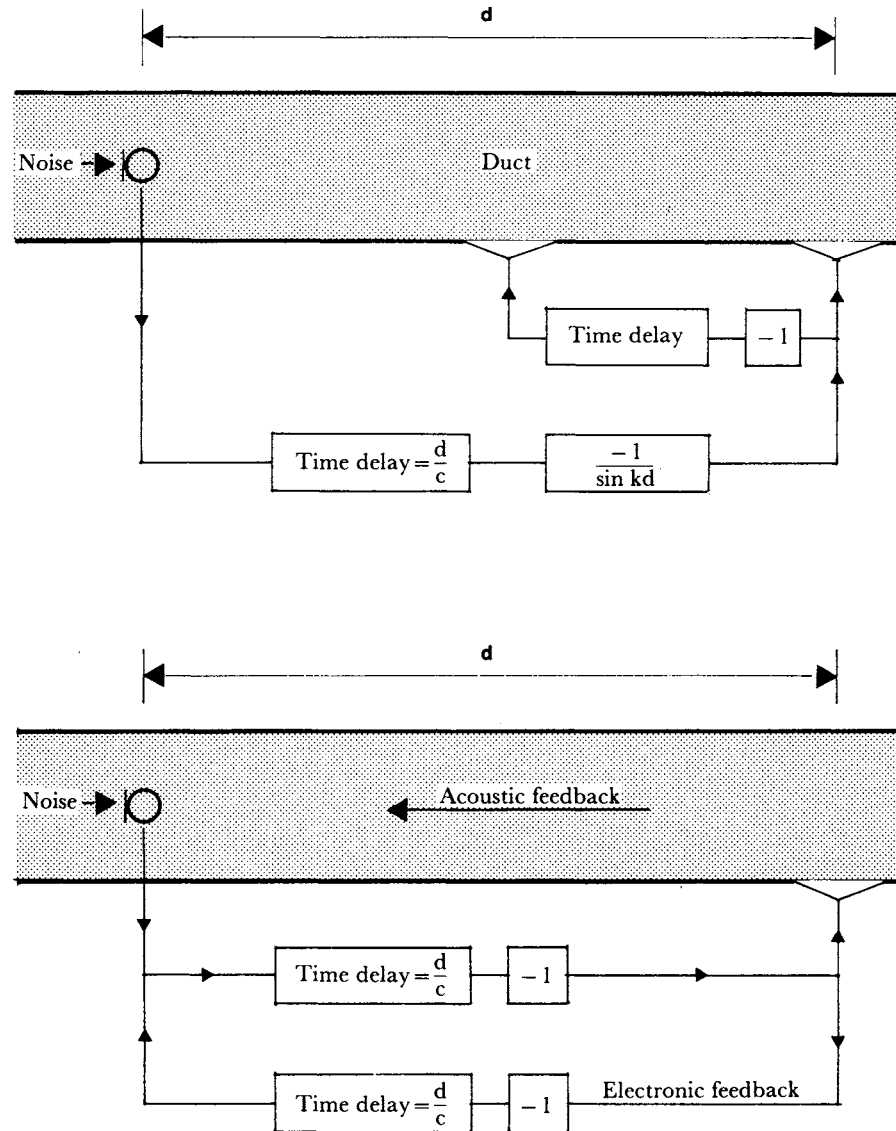 d
Noise
Duct
Time delay
− 1
Time delay = d/c
−1/sin kd
d
Noise
Acoustic feedback
Time delay = d/c
− 1
Time delay = d/c
− 1
Electronic feedback